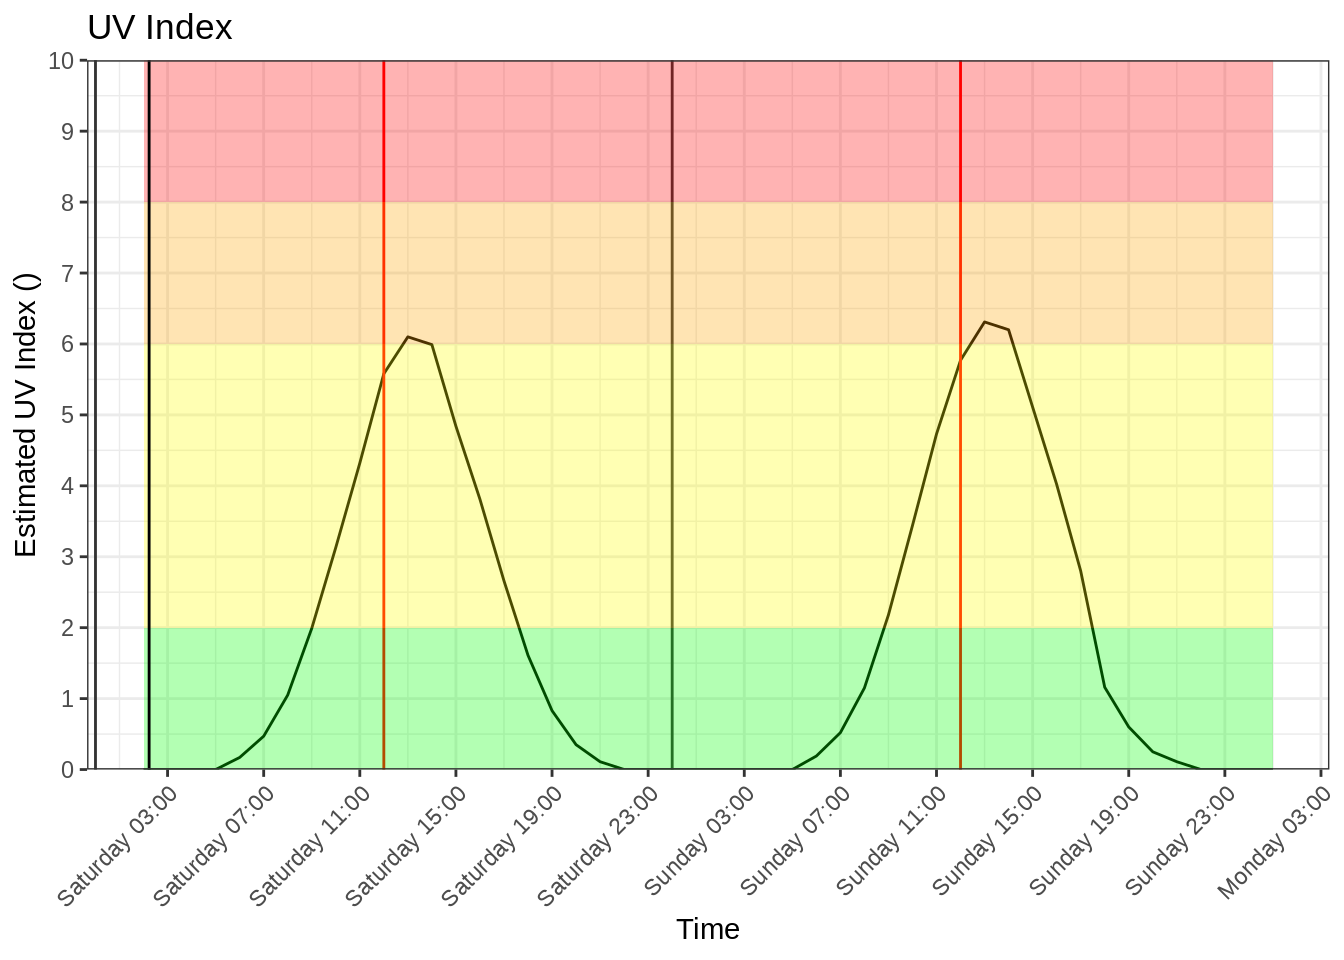 UV Index
10
9
8
7
6
5
4
3
2
1
0
Estimated UV Index ()
Saturday 03:00
Saturday 07:00
Saturday 11:00
Saturday 15:00
Saturday 19:00
Saturday 23:00
Sunday 03:00
Sunday 07:00
Sunday 11:00
Sunday 15:00
Sunday 19:00
Sunday 23:00
Monday 03:00
Time